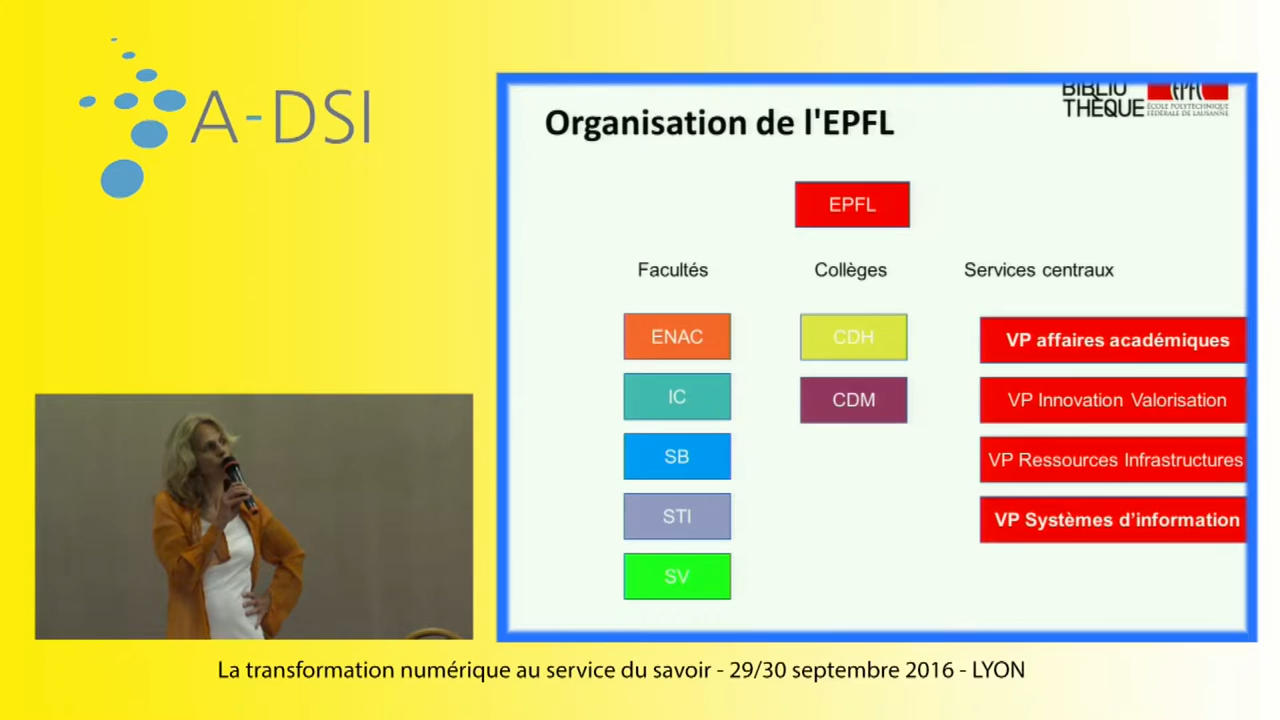 A-DSI
Organisation de l'EPFL
BIBLIO
THÈQUE
EPFL
ÉCOLE POLYTECHNIQUE
FÉDÉRALE DE LAUSANNE
EPFL
Facultés
Collèges
Services centraux
ENAC
CDH
VP affaires académiques
IC
CDM
VP Innovation Valorisation
SB
VP Ressources Infrastructures
STI
VP Systèmes d'information
SV
La transformation numérique au service du savoir - 29/30 septembre 2016 - LYON